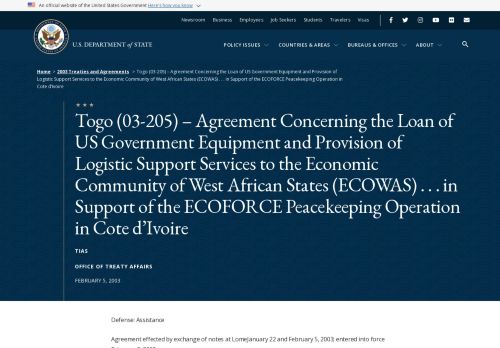 An official website of the United States Government Here's how you know
Newsroom Business Employees Job Seekers Students Travelers Visas
U.S. DEPARTMENT of STATE
POLICY ISSUES COUNTRIES & AREAS BUREAUS & OFFICES ABOUT
Home > 2003 Treaties and Agreements > Togo (03-205) – Agreement Concerning the Loan of US Government Equipment and Provision of
Logistic Support Services to the Economic Community of West African States (ECOWAS) . . . in Support of the ECOFORCE Peacekeeping Operation in
Cote d'Ivoire
Togo (03-205) – Agreement Concerning the Loan of
US Government Equipment and Provision of
Logistic Support Services to the Economic
Community of West African States (ECOWAS) . . . in
Support of the ECOFORCE Peacekeeping Operation
in Cote d'Ivoire
TIAS
OFFICE OF TREATY AFFAIRS
FEBRUARY 5, 2003
Defense: Assistance
Agreement effected by exchange of notes at LomeJanuary 22 and February 5, 2003; entered into force